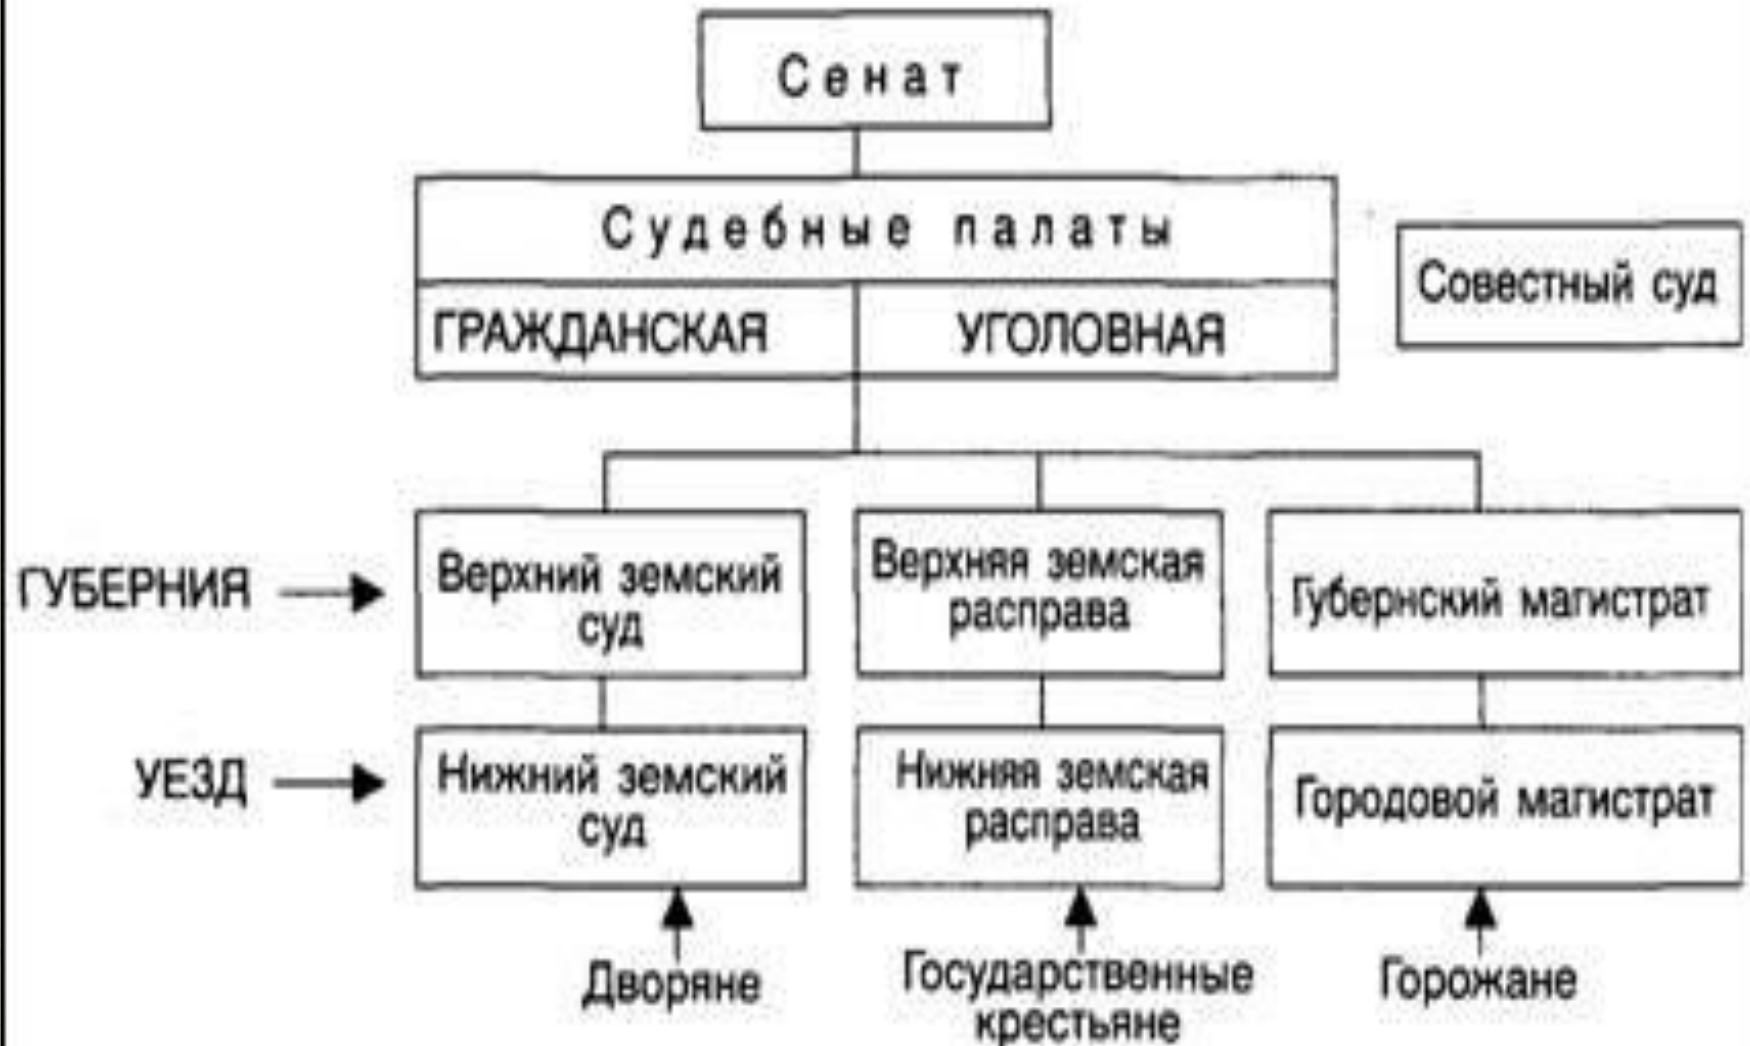 Сенат
Судебные палаты
ГРАЖДАНСКАЯ
УГОЛОВНАЯ
Совестный суд
ГУБЕРНИЯ
Верхний земский
суд
Верхняя земская
расправа
Губернский магистрат
УЕЗД
Нижний земский
суд
Нижняя земская
расправа
Городовой магистрат
Дворяне
Государственные
крестьяне
Горожане